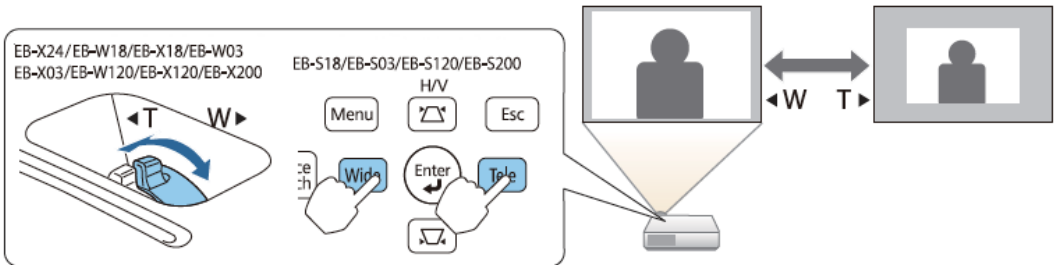 EB-X24/EB-W18/EB-X18/EB-W03
EB-X03/EB-W120/EB-X120/EB-X200
◀T W▶
EB-S18/EB-S03/EB-S120/EB-S200
H/V
Menu
Esc
Wide
Enter
Tele
◀W T▶